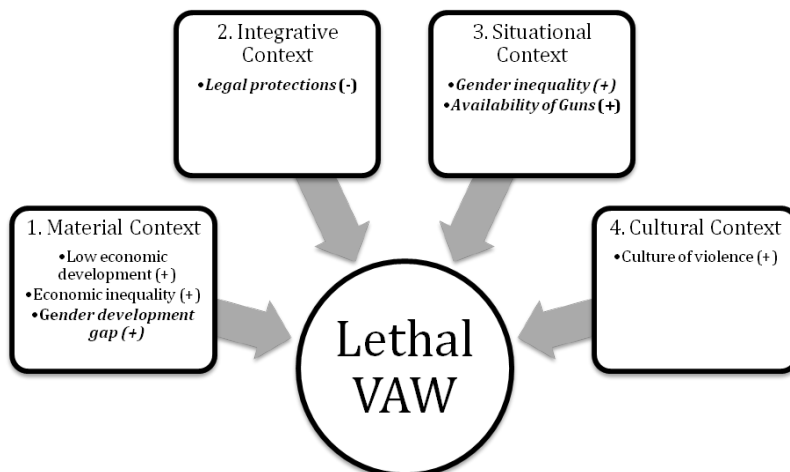 2. Integrative
Context
•Legal protections (-)
3. Situational
Context
•Gender inequality (+)
•Availability of Guns (+)
1. Material Context
•Low economic
development (+)
•Economic inequality (+)
•Gender development
gap (+)
4. Cultural Context
•Culture of violence (+)
Lethal
VAW